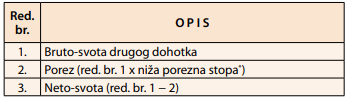 Red. br. O P I S
1. Bruto-svota drugog dohotka
2. Porez (red. br. 1 x niža porezna stopa*)
3. Neto-svota (red. br. 1 – 2)